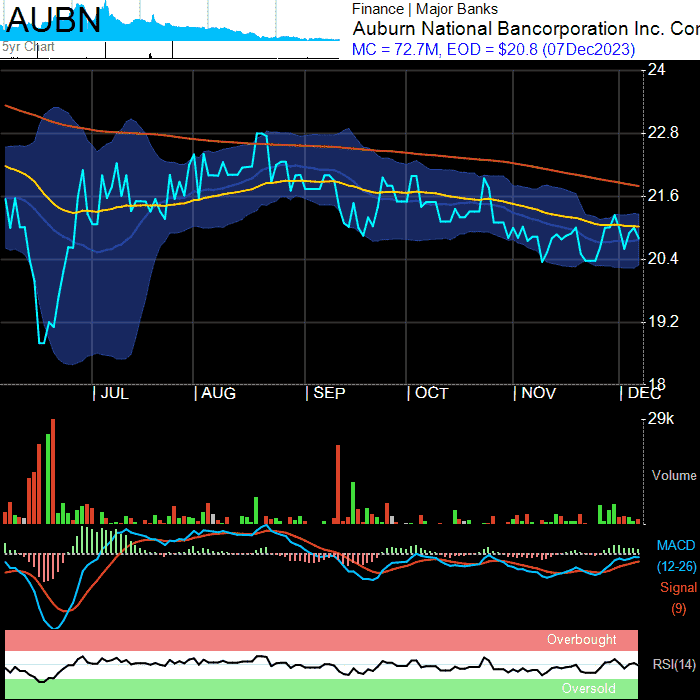 AUBN
5yr Chart
Finance | Major Banks
Auburn National Bancorporation Inc. Cor
MC = 72.7M, EOD = $20.8 (07Dec2023)
24
22.8
21.6
20.4
19.2
18
| JUL | AUG | SEP | OCT | NOV | DEC
29k
Volume
MACD
(12-26)
Signal
(9)
Overbought
RSI(14)
Oversold